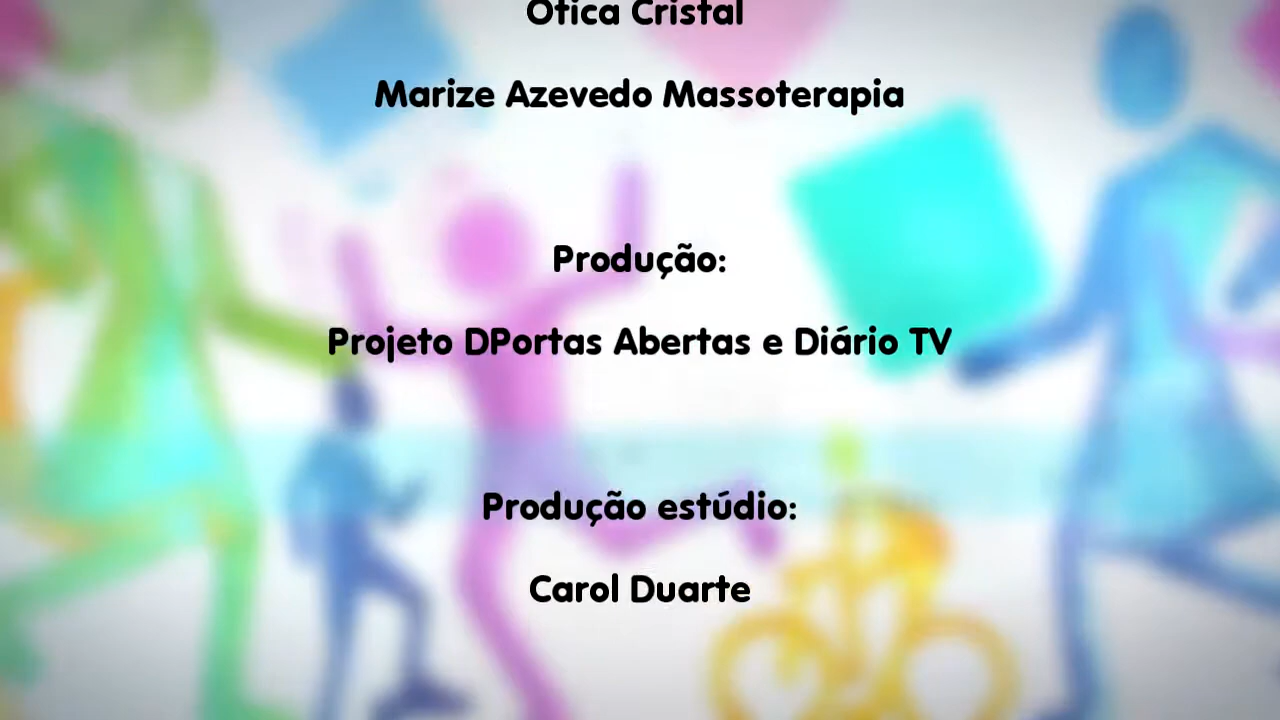 Ótica Cristal
Marize Azevedo Massoterapia
Produção:
Projeto DPortas Abertas e Diário TV
Produção estúdio:
Carol Duarte